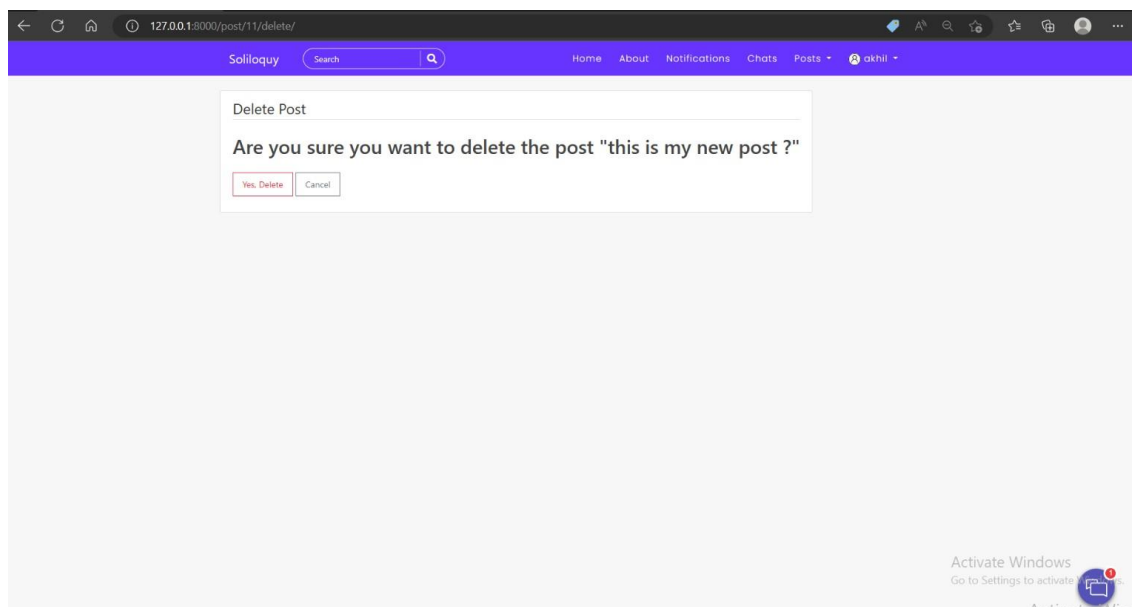 127.0.0.1:8000/post/11/delete/
Soliloquy Search Home About Notifications Chats Posts akhil
Delete Post
Are you sure you want to delete the post "this is my new post ?"
Yes, Delete Cancel
Activate Windows
Go to Settings to activate
1